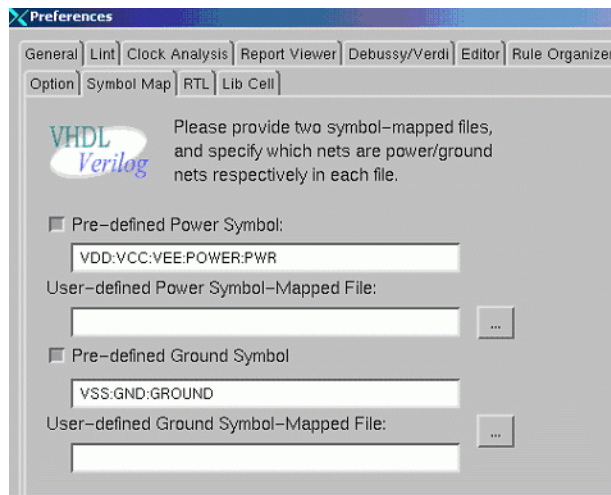 Preferences
General Lint Clock Analysis Report Viewer Debussy/Verdi Editor Rule Organizer
Option Symbol Map RTL Lib Cell
VHDL
Verilog
Please provide two symbol-mapped files,
and specify which nets are power/ground
nets respectively in each file.
Pre-defined Power Symbol:
VDD:VCC:VEE:POWER:PWR
User-defined Power Symbol-Mapped File:
...
Pre-defined Ground Symbol
VSS:GND:GROUND
User-defined Ground Symbol-Mapped File:
...